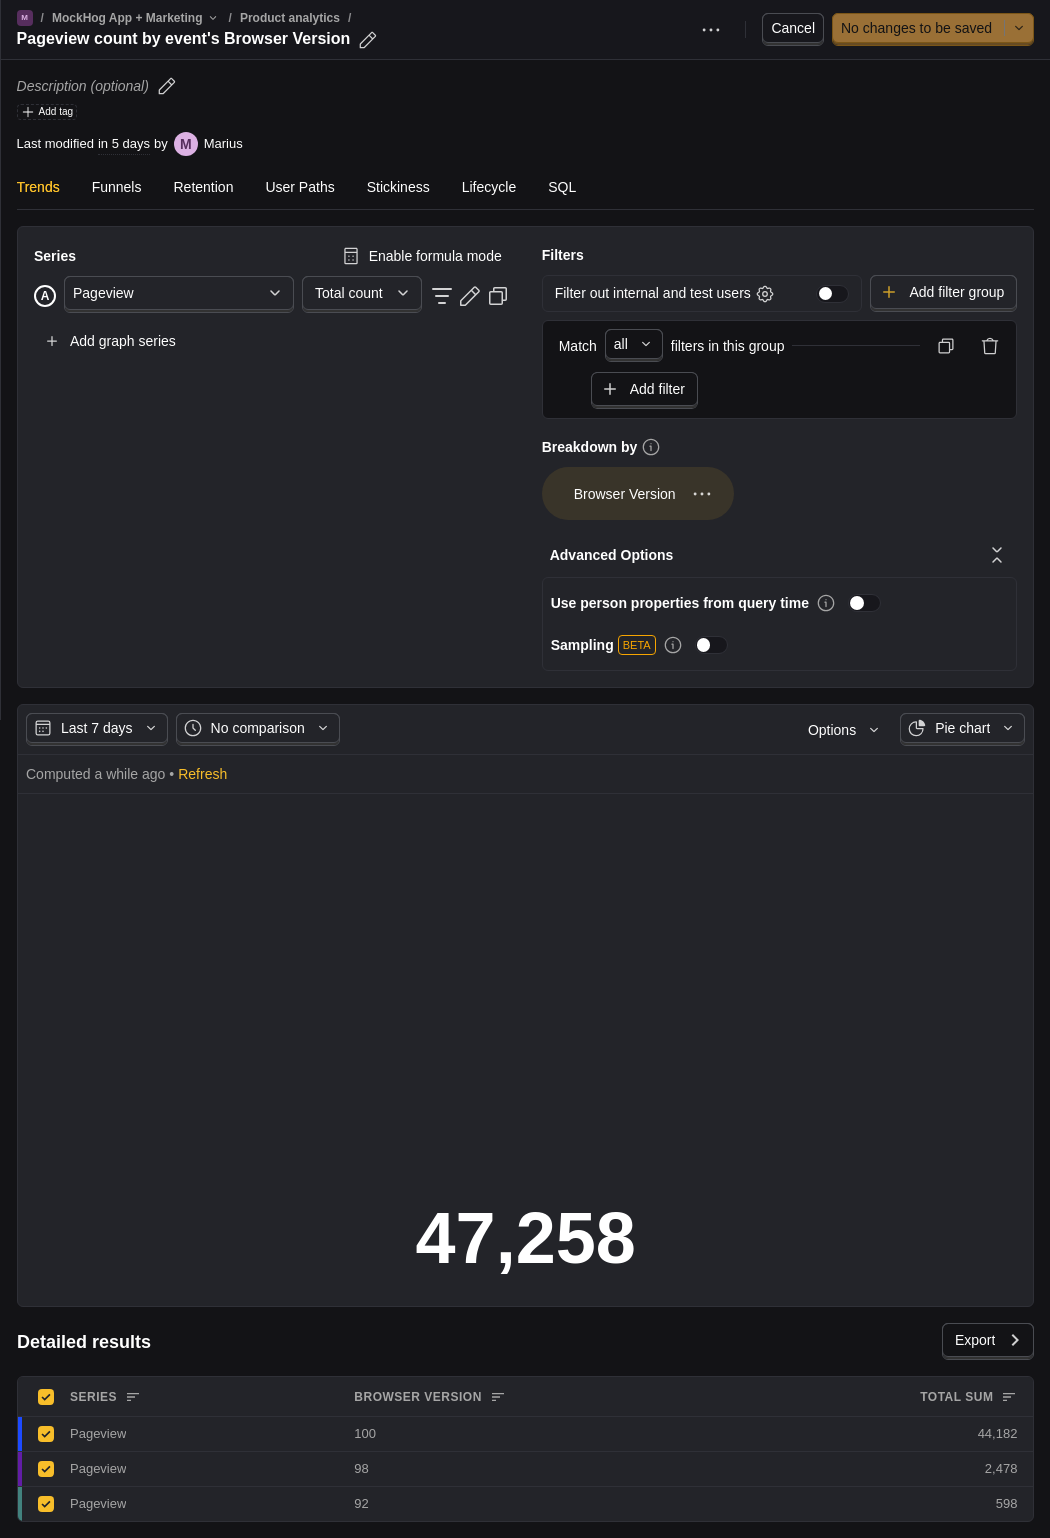 M / MockHog App + Marketing / Product analytics /
Pageview count by event's Browser Version
Cancel
No changes to be saved
Description (optional)
Add tag
Last modified in 5 days by M Marius
Trends Funnels Retention User Paths Stickiness Lifecycle SQL
Series
Enable formula mode
A Pageview Total count
Add graph series
Filters
Filter out internal and test users
Add filter group
Match all filters in this group
Add filter
Breakdown by
Browser Version
Advanced Options
Use person properties from query time
Sampling BETA
Last 7 days No comparison Options Pie chart
Computed a while ago • Refresh
47,258
Detailed results
Export
SERIES BROWSER VERSION TOTAL SUM
Pageview 100 44,182
Pageview 98 2,478
Pageview 92 598